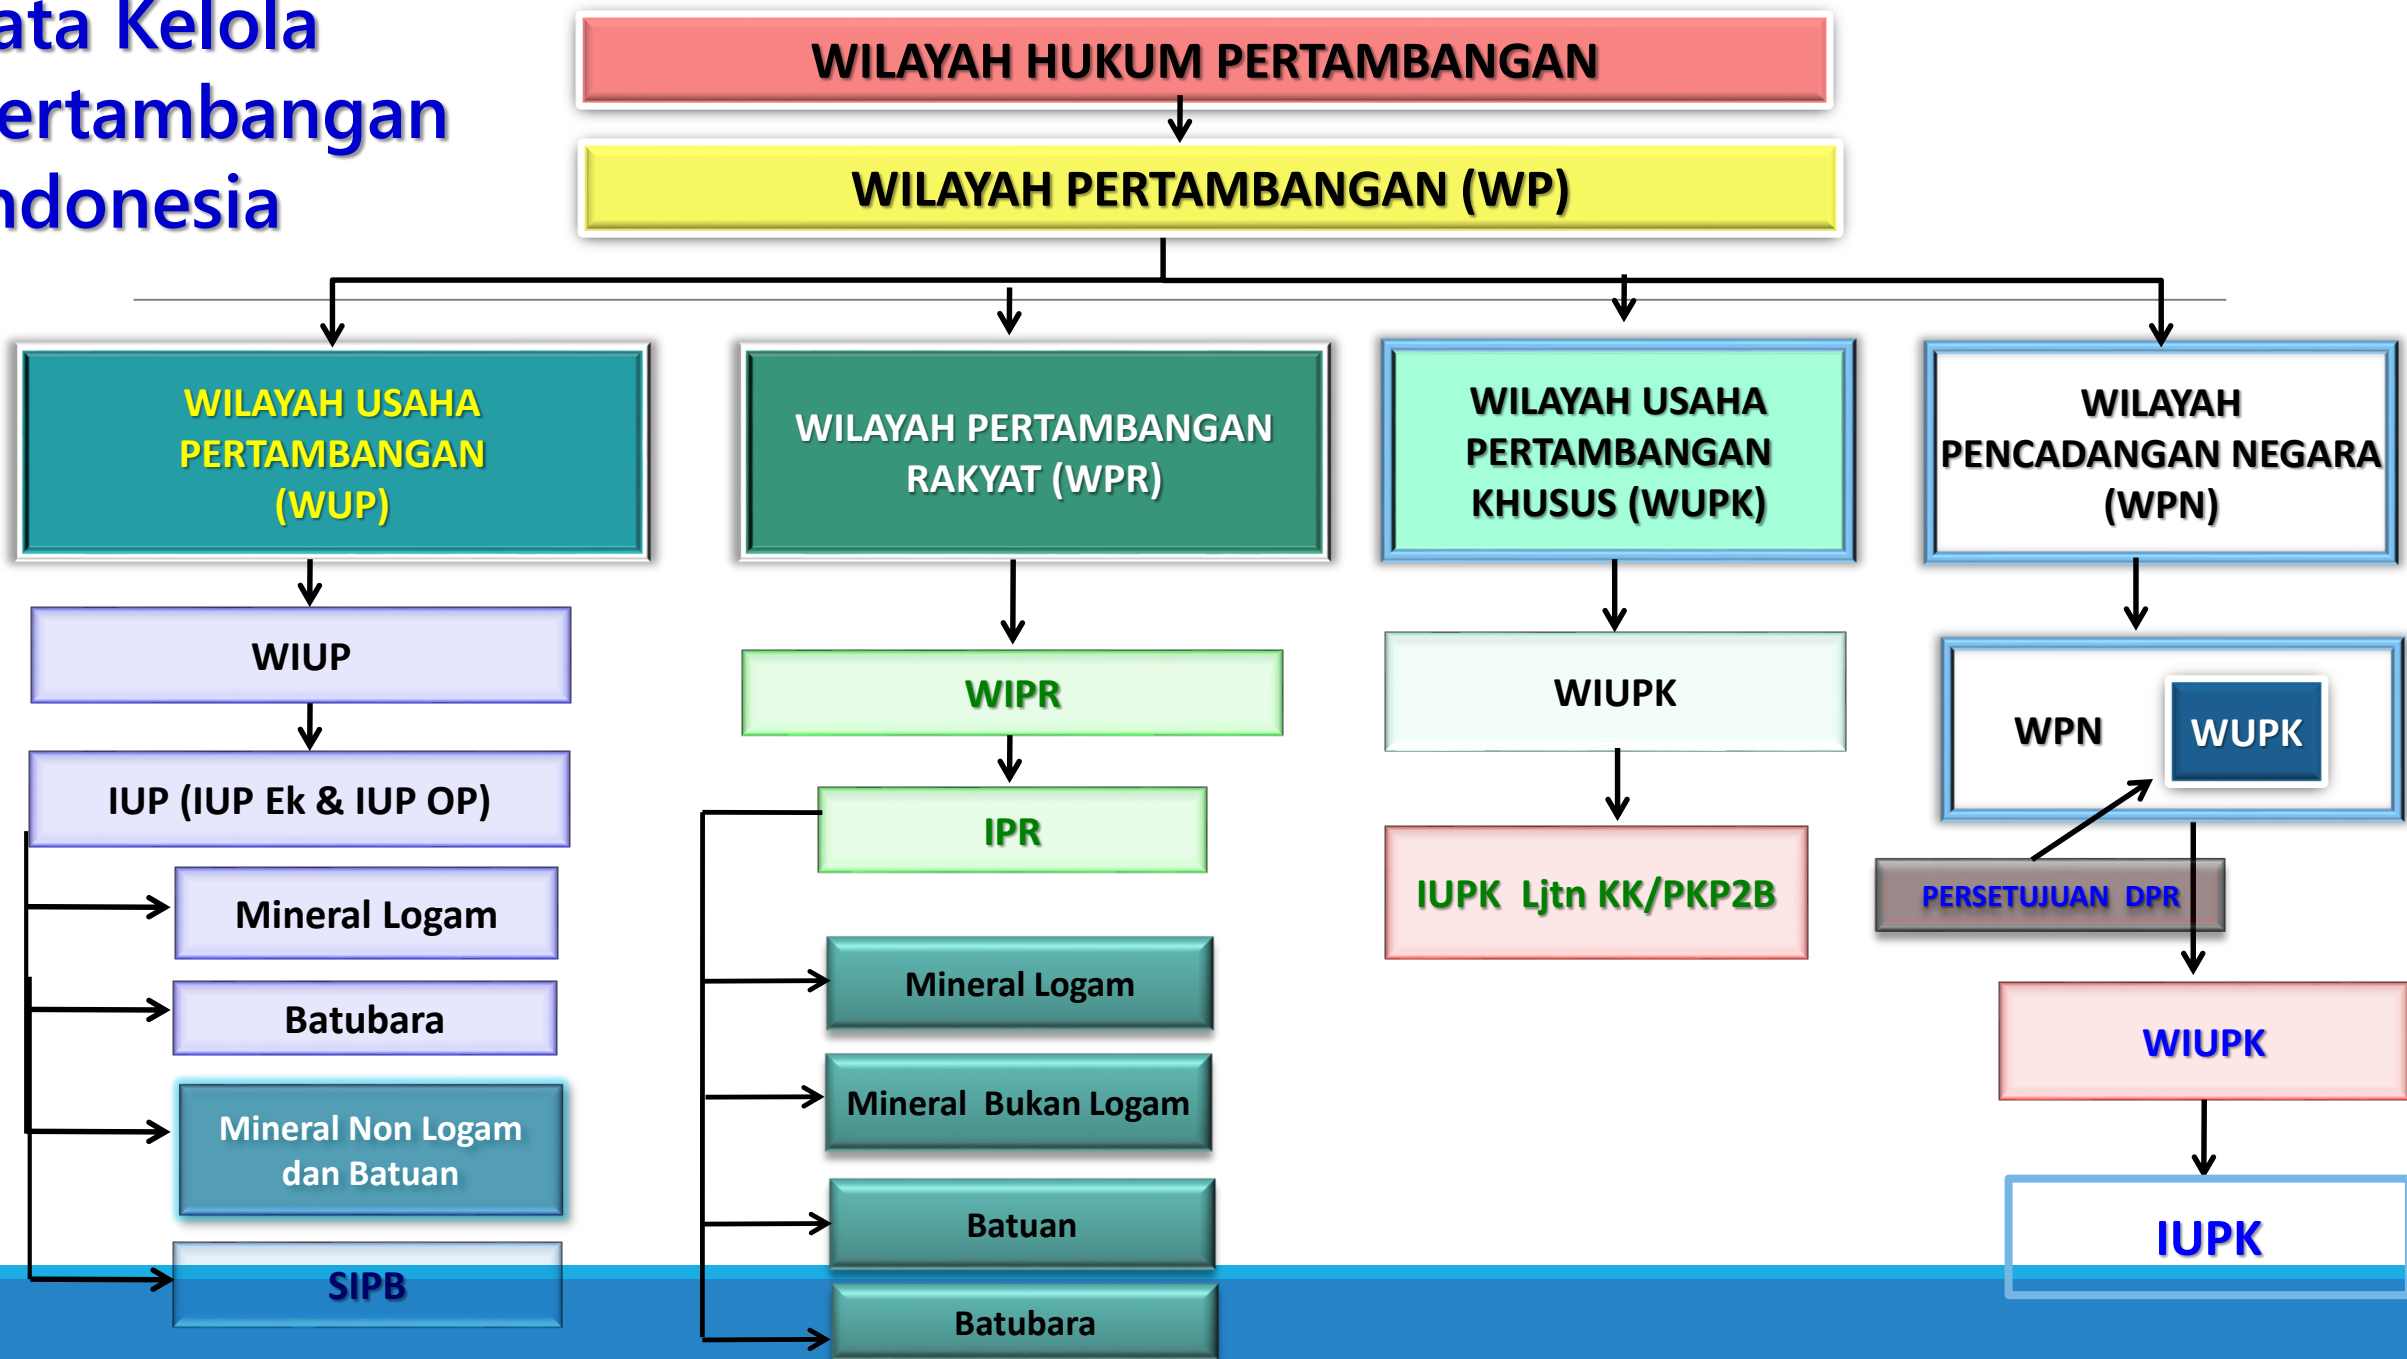 ata Kelola
ertambangan
ndonesia
WILAYAH HUKUM PERTAMBANGAN
WILAYAH PERTAMBANGAN (WP)
WILAYAH USAHA
PERTAMBANGAN
(WUP)
WIUP
IUP (IUP Ek & IUP OP)
Mineral Logam
Batubara
Mineral Non Logam
dan Batuan
SIPB
WILAYAH PERTAMBANGAN
RAKYAT (WPR)
WIPR
IPR
Mineral Logam
Mineral Bukan Logam
Batuan
Batubara
WILAYAH USAHA
PERTAMBANGAN
KHUSUS (WUPK)
WIUPK
IUPK Ljtn KK/PKP2B
WILAYAH
PENCADANGAN NEGARA
(WPN)
WPN
WUPK
PERSETUJUAN DPR
WIUPK
IUPK